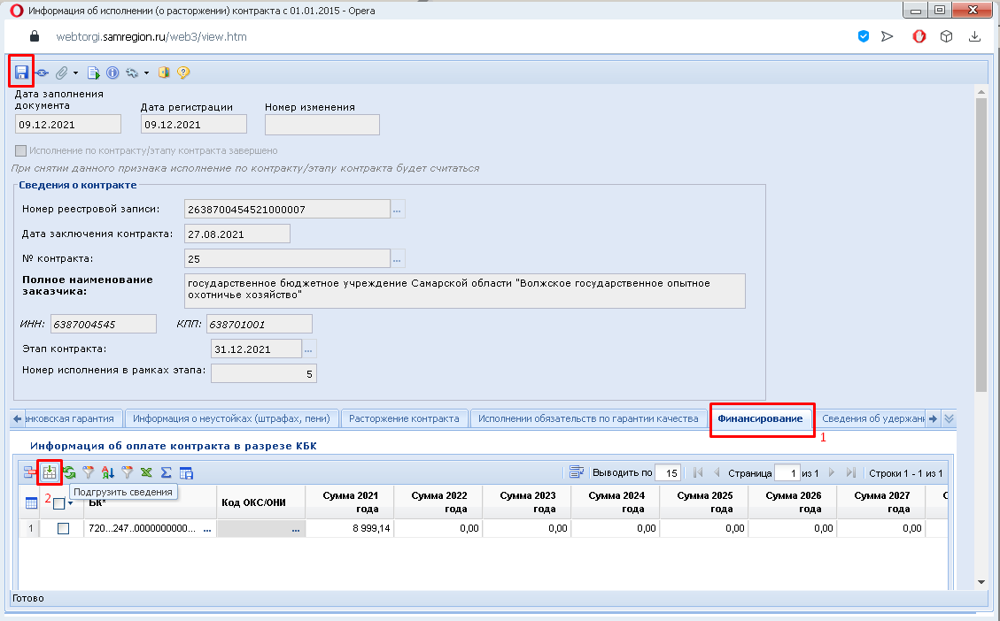 Информация об исполнении (о расторжении) контракта с 01.01.2015 - Opera
webtorgi.samregion.ru/web3/view.htm
Дата заполнения
документа
Дата регистрации
Номер изменения
09.12.2021
09.12.2021
Исполнение по контракту/этапу контракта завершено
При снятии данного признака исполнение по контракту/этапу контракта будет считаться
Сведения о контракте
Номер реестровой записи:
2638700454521000007
...
Дата заключения контракта:
27.08.2021
№ контракта:
25
...
Полное наименование
заказчика:
государственное бюджетное учреждение Самарской области "Волжское государственное опытное
охотничье хозяйство"
ИНН:
6387004545
КПП:
638701001
Этап контракта:
31.12.2021
...
Номер исполнения в рамках этапа:
5
анковская гарантия
Информация о неустойках (штрафах, пени)
Расторжение контракта
Исполнении обязательств по гарантии качества
Финансирование
Сведения об удержан
1
Информация об оплате контракта в разрезе КБК
Выводить по 15
Страница 1 из 1
Строки 1 - 1 из 1
Подгрузить сведения
2
БК*
Код ОКС/ОНИ
Сумма 2021
года
Сумма 2022
года
Сумма 2023
года
Сумма 2024
года
Сумма 2025
года
Сумма 2026
года
Сумма 2027
года
С
1 720...247..0000000000... ... ... 8 999,14 0,00 0,00 0,00 0,00 0,00 0,00
Готово